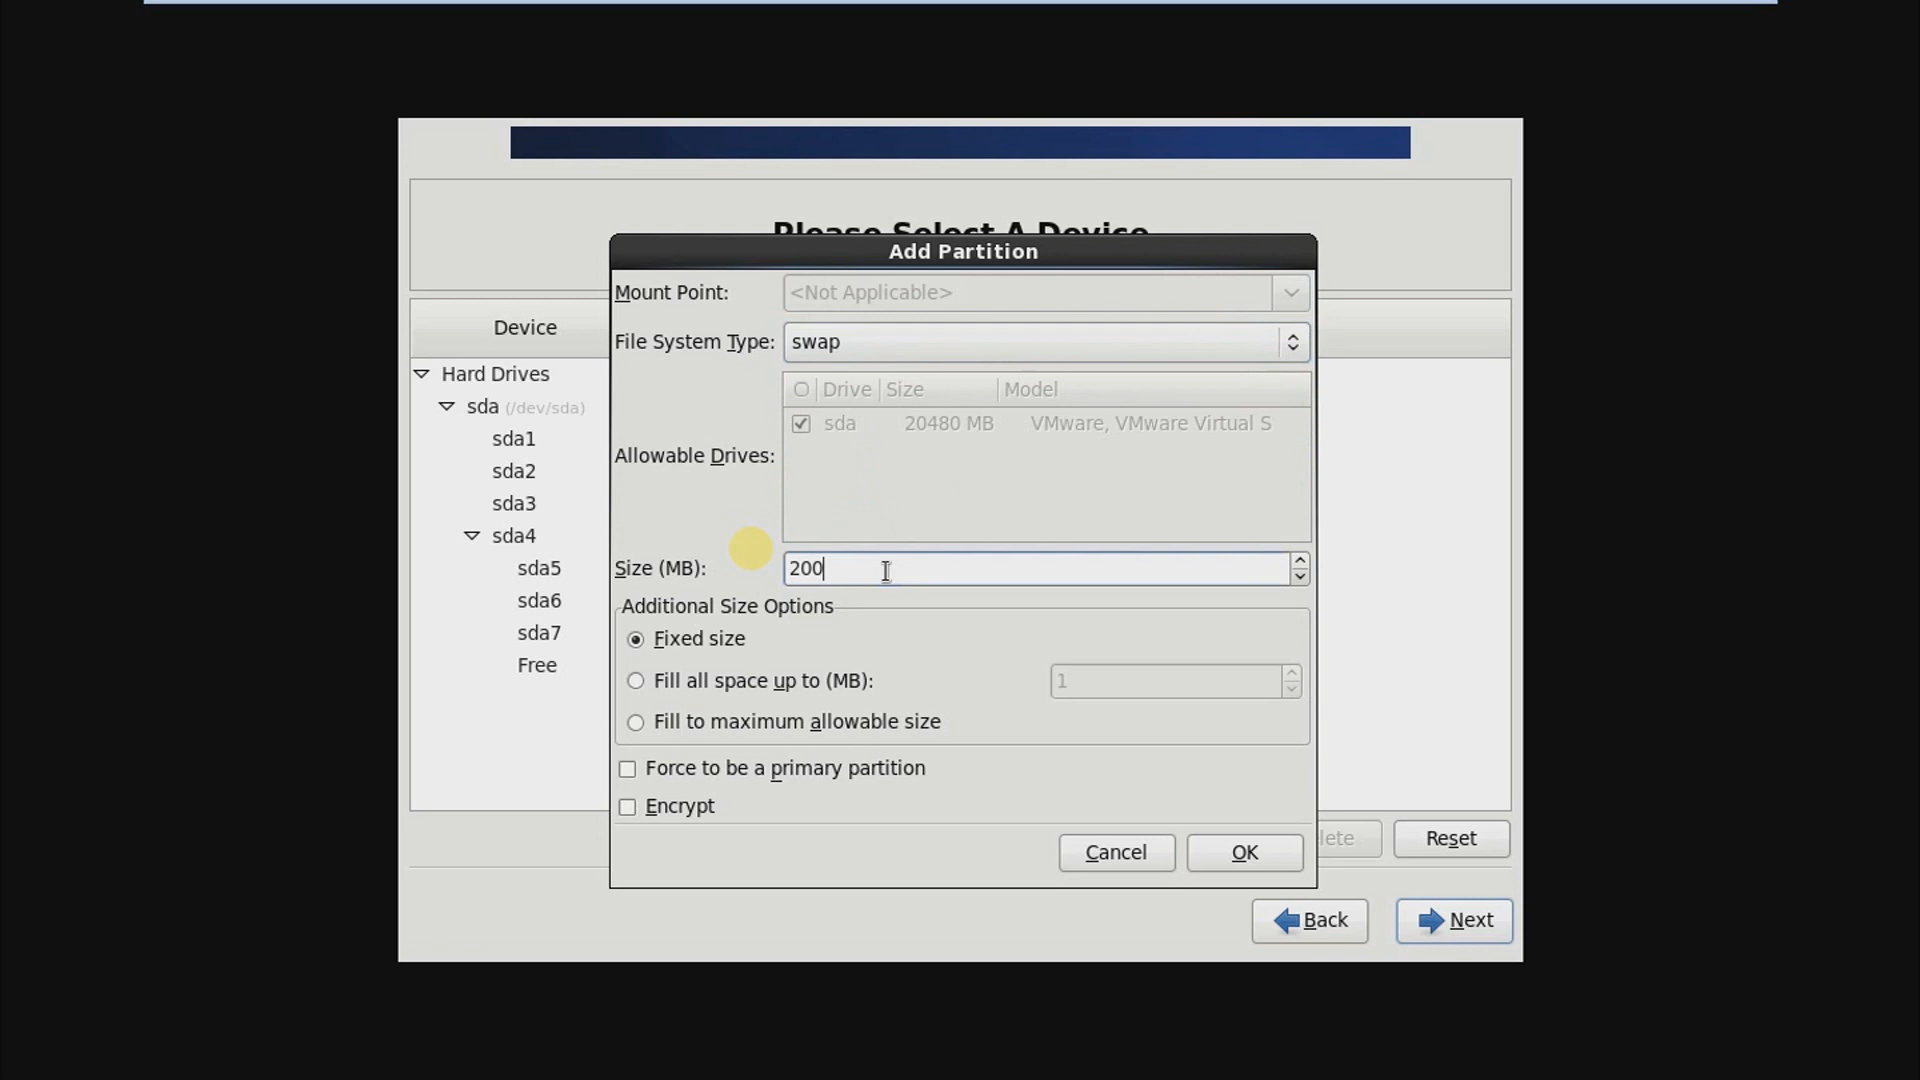 Please Select A Device
Add Partition
Mount Point: <Not Applicable>
File System Type: swap
Device
Drive Size Model
Hard Drives
sda 20480 MB VMware, VMware Virtual S
sda (/dev/sda)
sda1
Allowable Drives:
sda2
sda3
sda4
Size (MB): 200
sda5
sda6
Additional Size Options
sda7
Fixed size
Free
Fill all space up to (MB): 1
Fill to maximum allowable size
Force to be a primary partition
Encrypt
Cancel OK
lete Reset
Back Next